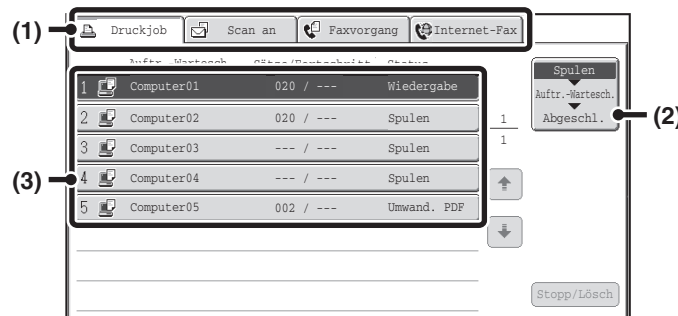 (1) Druckjob Scan an Faxvorgang Internet-Fax
Auftr.-Wartesch. Sätze/Fortschritt Status
1 Computer01 020 / --- Wiedergabe
2 Computer02 020 / --- Spulen
3 Computer03 --- / --- Spulen
(3) 4 Computer04 --- / --- Spulen
5 Computer05 002 / --- Umwand. PDF
1
1
Spulen
Auftr.-Wartesch.
Abgeschl. (2)
Stopp/Lösch